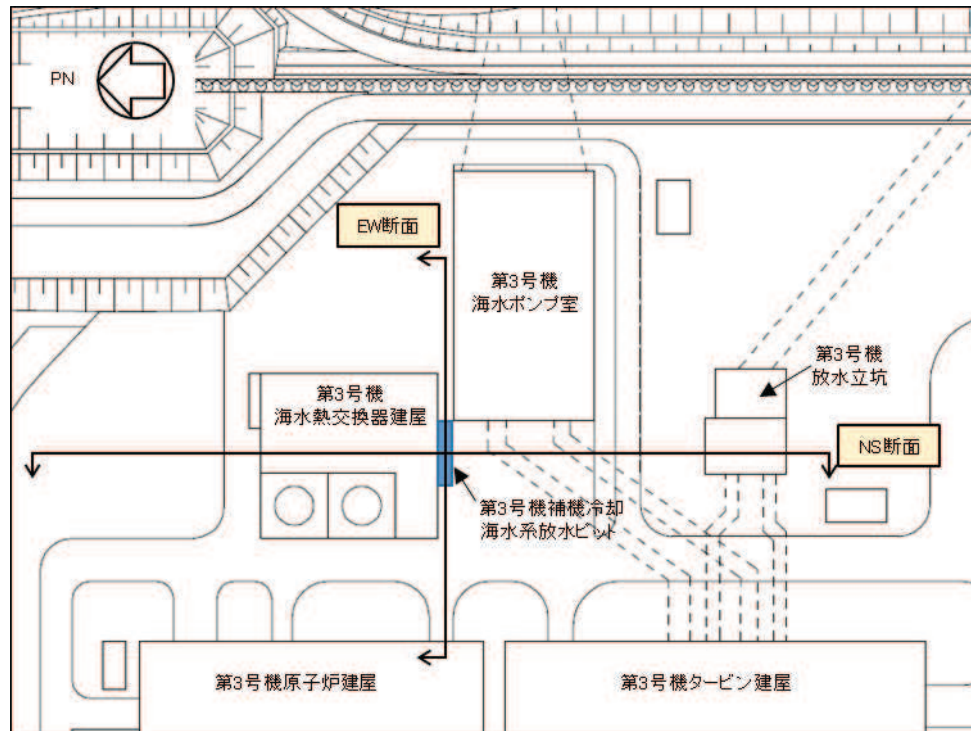 PN
EW断面
第3号機
海水ポンプ室
第3号機
放水立坑
第3号機
海水熱交換器建屋
NS断面
第3号機補機冷却
海水系放水ピット
第3号機原子炉建屋
第3号機タービン建屋